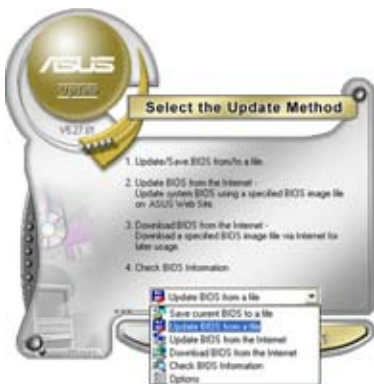 ASUS
Update
V6.27.01
Select the Update Method
1. Update/Save BIOS from/to a file.
2. Update BIOS from the Internet -
Update system BIOS using a specified BIOS image file
on ASUS Web Site.
3. Download BIOS from the Internet -
Download a specified BIOS image file via Internet for
later usage.
4. Check BIOS Information
Update BIOS from a file
Save current BIOS to a file
Update BIOS from a file
Update BIOS from the Internet
Download BIOS from the Internet
Check BIOS Information
Options